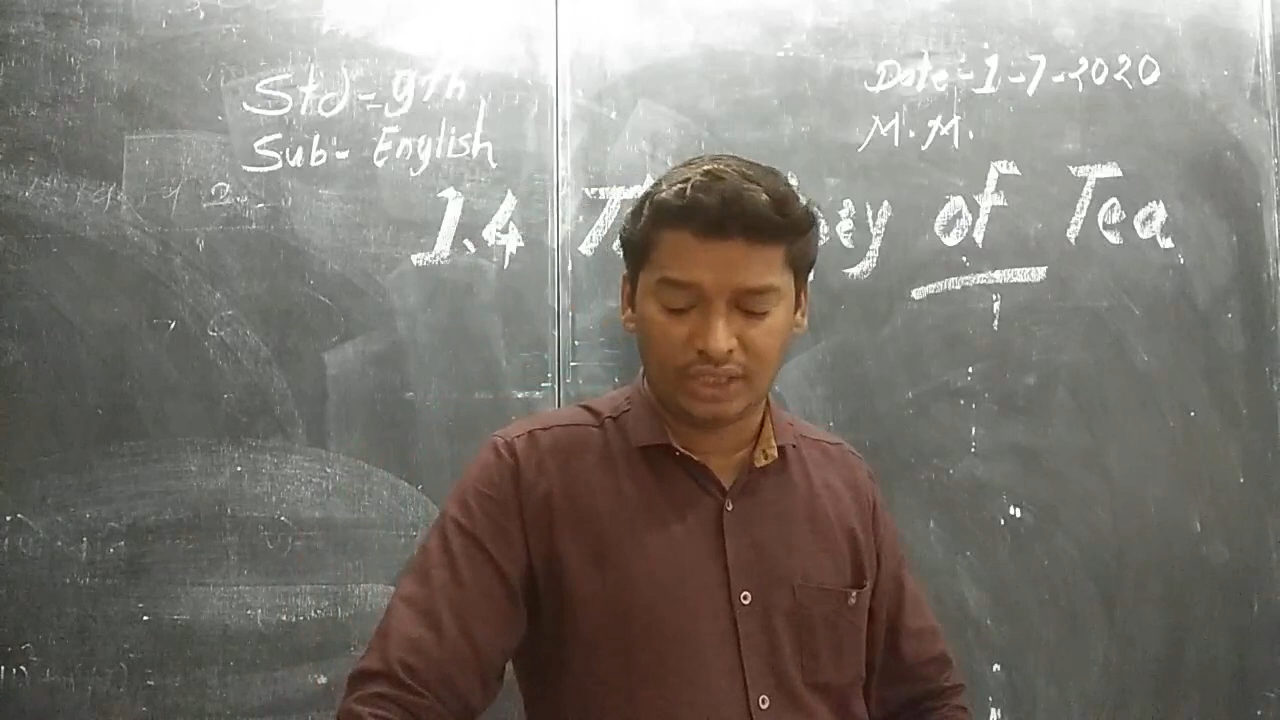 Std = 9th
Sub - English
Date - 1-7-2020
M.M.
1.4 of Tea